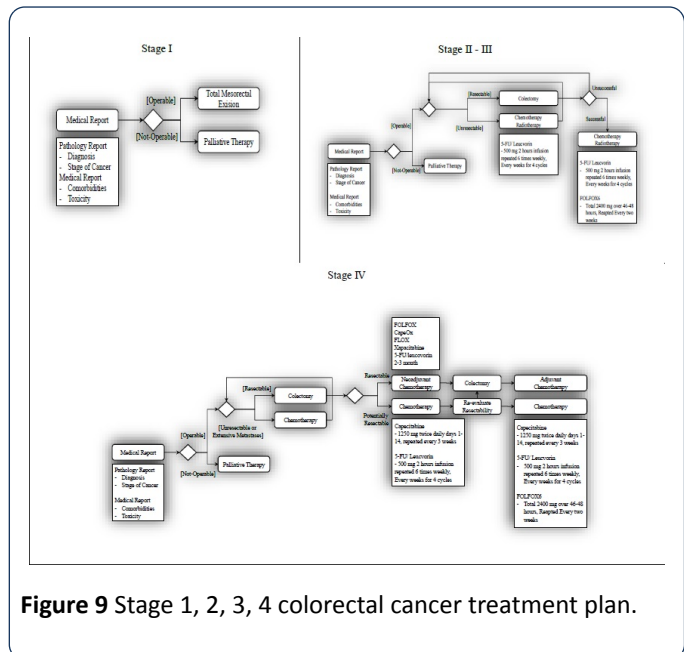 Stage I
[Operable]
Total Mesorectal
Exision
Medical Report
[Not-Operable]
Palliative Therapy
Pathology Report
- Diagnosis
- Stage of Cancer
Medical Report
- Comorbidities
- Toxicity
Stage II - III
Unsuccessful
[Resectable]
Colectomy
[Unresectable]
Chemotherapy
Radiotherapy
Successful
[Operable]
Medical Report
[Not-Operable]
Palliative Therapy
Pathology Report
- Diagnosis
- Stage of Cancer
Medical Report
- Comorbidities
- Toxicity
5-FU/ Leucvorin
- 500 mg 2 hours infusion
repeated 6 times weekly,
Every weeks for 4 cycles
Chemotherapy
Radiotherapy
5-FU/ Leucvorin
- 500 mg 2 hours infusion
repeated 6 times weekly,
Every weeks for 4 cycles
FOLFOX6
- Total 2400 mg over 46-48
hours, Reapted Every two
weeks
Stage IV
FOLFOX
CapeOx
FLOX
Xapacitabine
5-FU/leucovorin
2-3 month
[Resectable]
Colectomy
Chemotherapy
[Unresectable or
Extensive Metastases]
[Operable]
Medical Report
[Not-Operable]
Palliative Therapy
Pathology Report
- Diagnosis
- Stage of Cancer
Medical Report
- Comorbidities
- Toxicity
Resectable
Neoadjuvant
Chemotherapy
Colectomy
Adjuvant
Chemotherapy
Potentially
Resectable
Chemotherapy
Re-evaluate
Resectability
Chemotherapy
Capecitabine
- 1250 mg twice daily days 1-
14, repeated every 3 weeks
5-FU/ Leucvorin
- 500 mg 2 hours infusion
repeated 6 times weekly,
Every weeks for 4 cycles
Capecitabine
- 1250 mg twice daily days 1-
14, repeated every 3 weeks
5-FU/ Leucvorin
- 500 mg 2 hours infusion
repeated 6 times weekly,
Every weeks for 4 cycles
FOLFOX6
- Total 2400 mg over 46-48
hours, Reapted Every two
weeks
Figure 9 Stage 1, 2, 3, 4 colorectal cancer treatment plan.